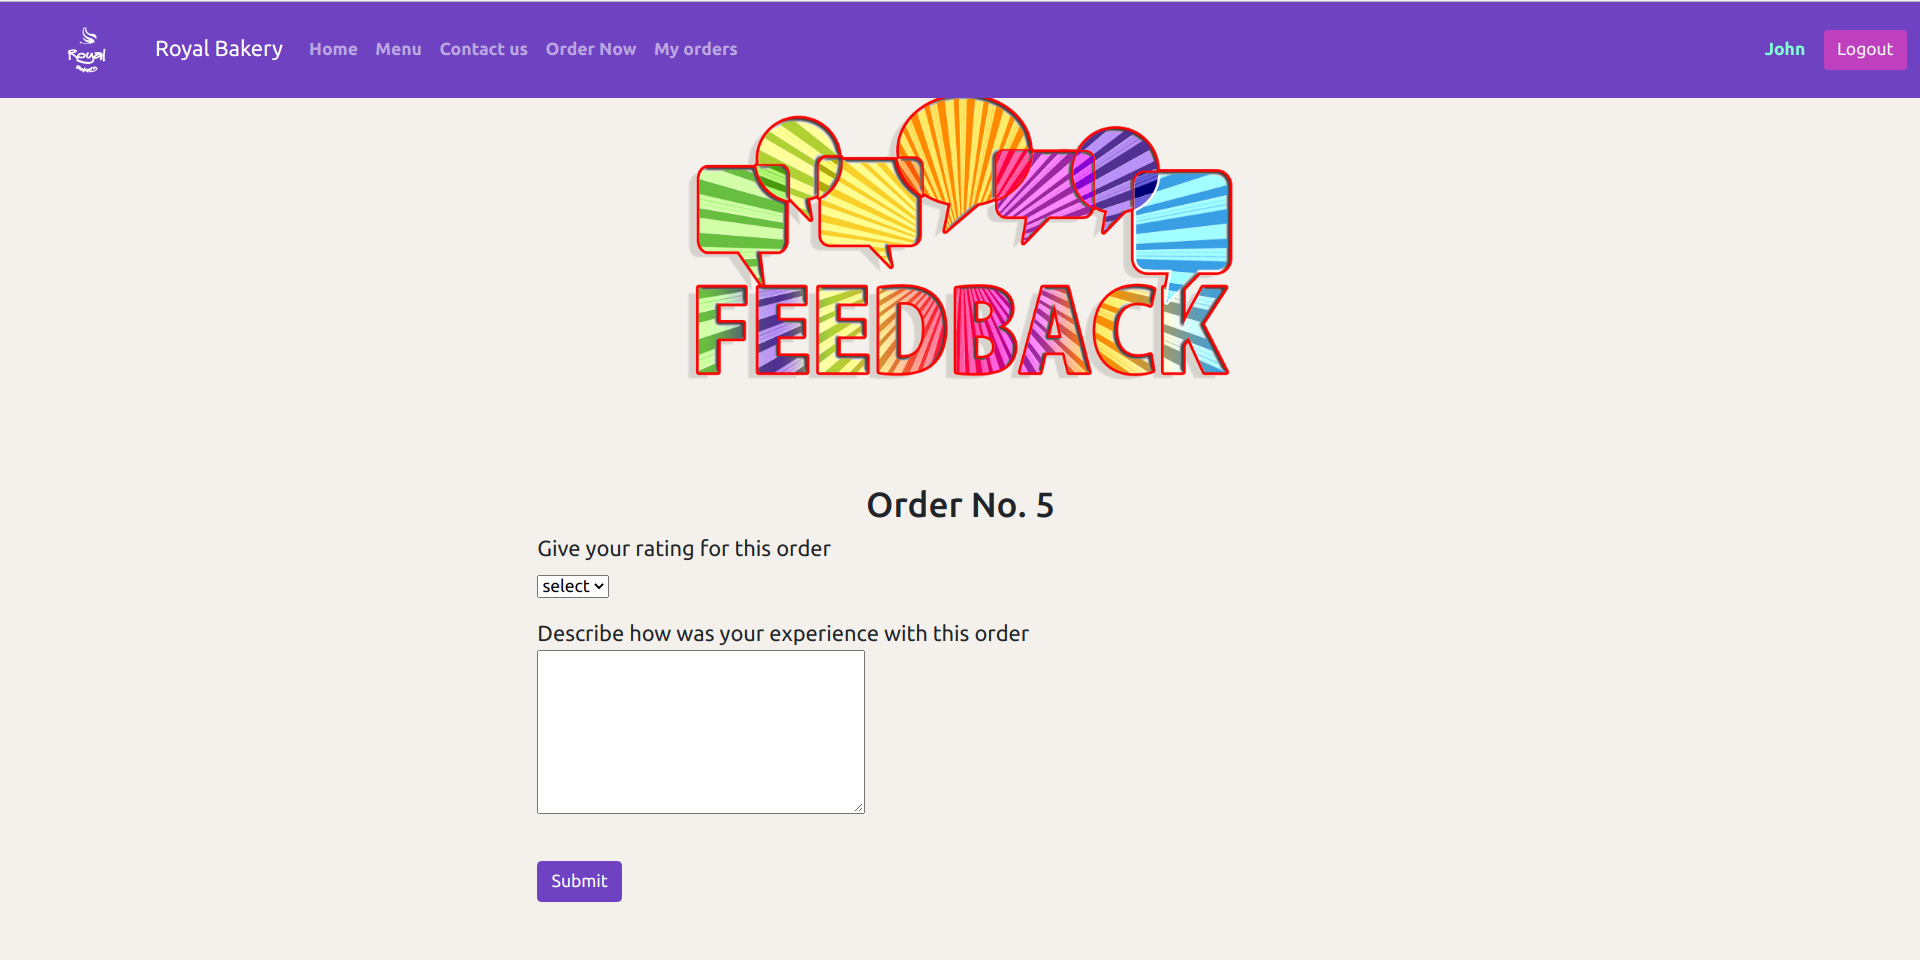 Royal
Royal Bakery Home Menu Contact us Order Now My orders John Logout
FEEDBACK
Order No. 5
Give your rating for this order
select
Describe how was your experience with this order
Submit